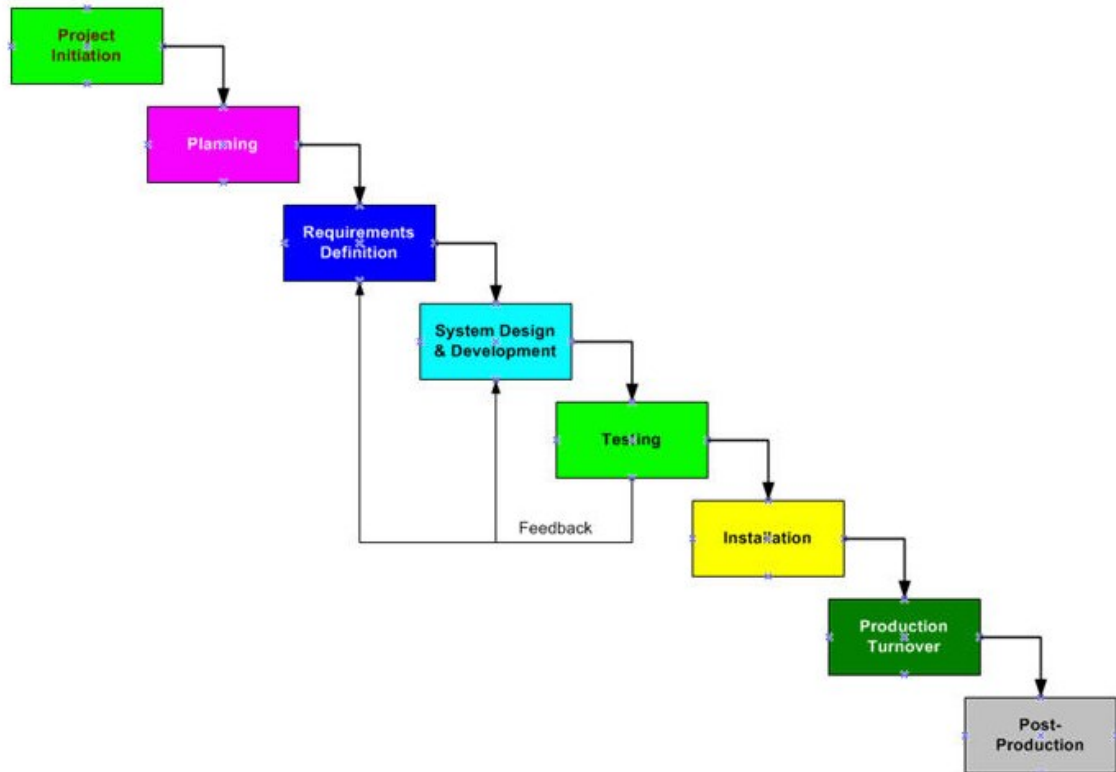 Project
Initiation
Planning
Requirements
Definition
System Design
& Development
Testing
Feedback
Installation
Production
Turnover
Post-
Production